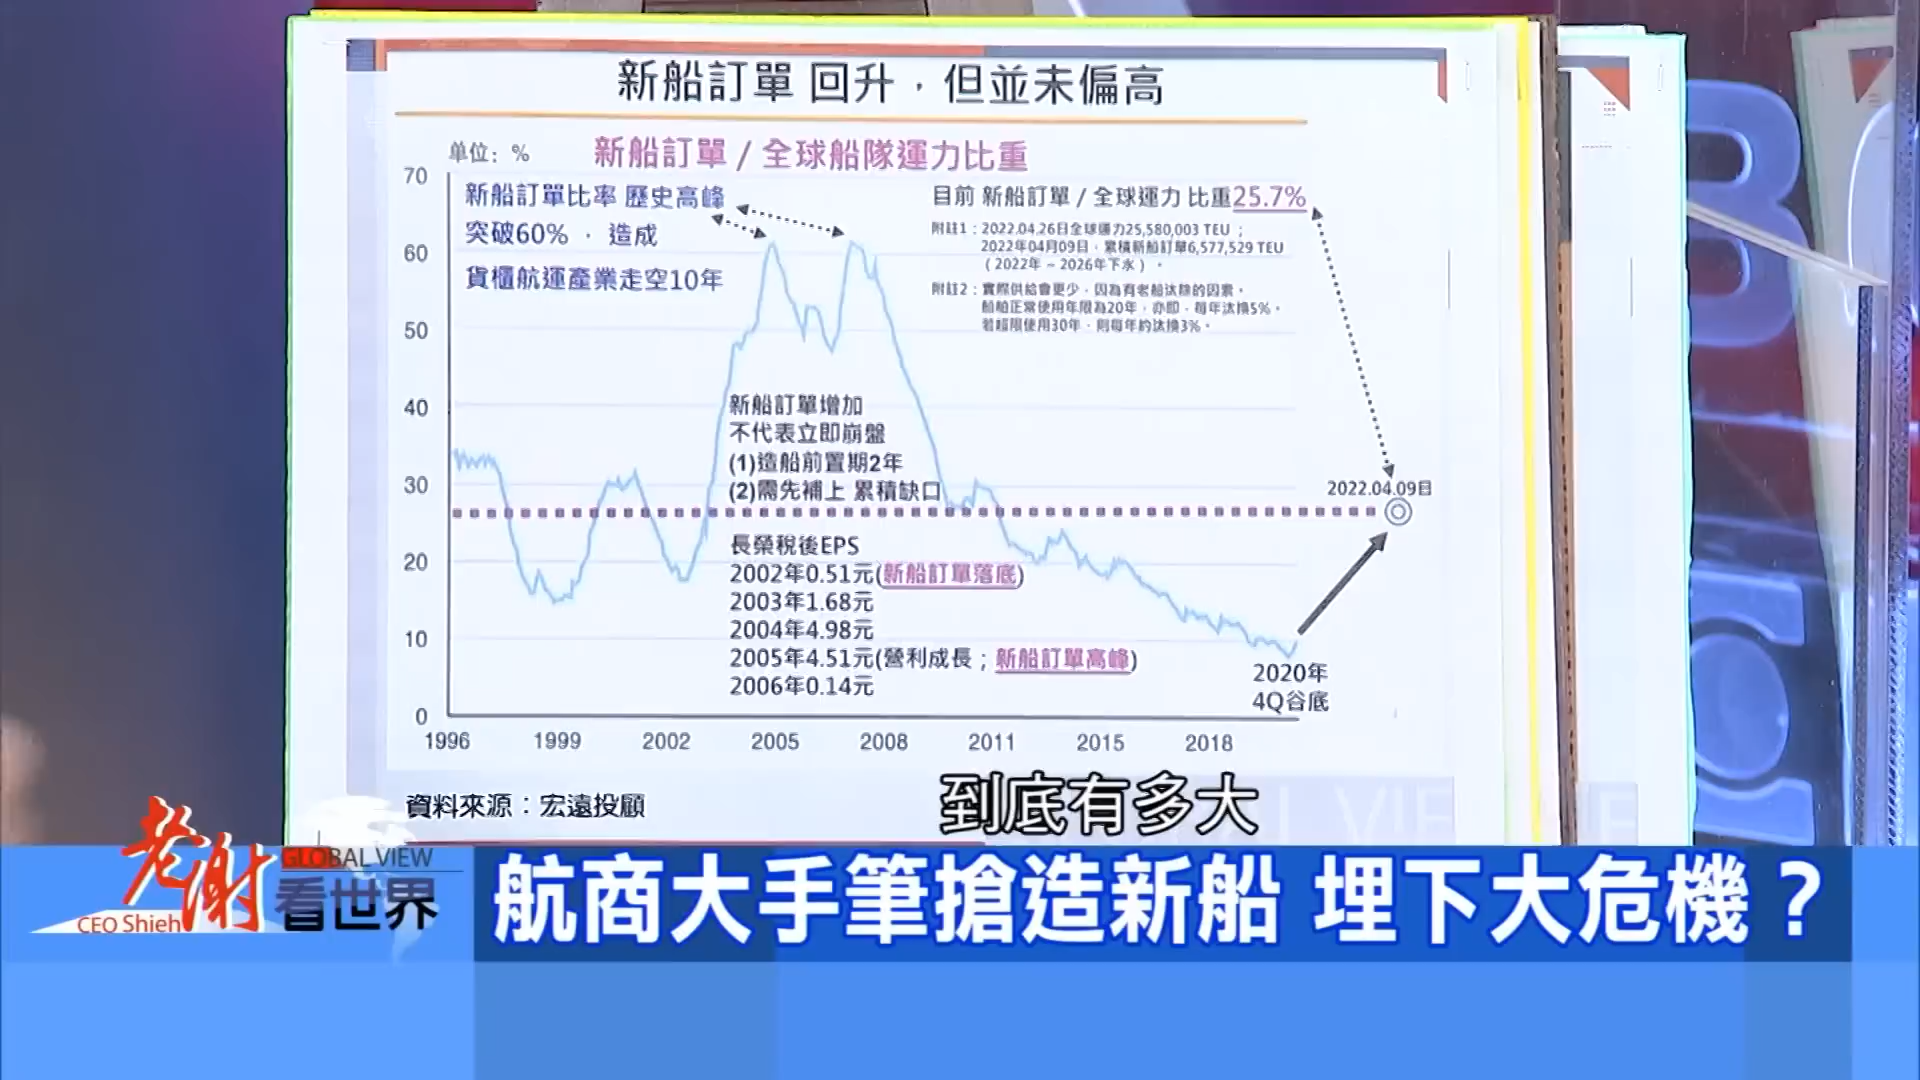 新船訂單 回升，但並未偏高
单位：%
新船訂單 / 全球船隊運力比重
新船訂單比率 歷史高峰
突破60%，造成
貨櫃航運產業走空10年
目前 新船訂單 / 全球運力 比重25.7%
附註1：2022.04.26日全球運力25,580,003 TEU ；
2022年04月09日，累積新船訂單6,577,529 TEU
（2022年 ~ 2026年下水）。
附註2：實際供給會更少，因為有老船汰除的因素。
船舶正常使用年限為20年，亦即，每年汰換5%。
若超限使用30年，則每年約汰換3%。
70
60
50
40
30
20
10
0
新船訂單增加
不代表立即崩盤
(1)造船前置期2年
(2)需先補上 累積缺口
2022.04.09日
長榮稅後EPS
2002年0.51元(新船訂單落底)
2003年1.68元
2004年4.98元
2005年4.51元(營利成長；新船訂單高峰)
2006年0.14元
2020年
4Q谷底
1996 1999 2002 2005 2008 2011 2015 2018
資料來源：宏遠投顧
到底有多大
老謝
GLOBAL VIEW
看世界
CEO Shieh
航商大手筆搶造新船 埋下大危機？